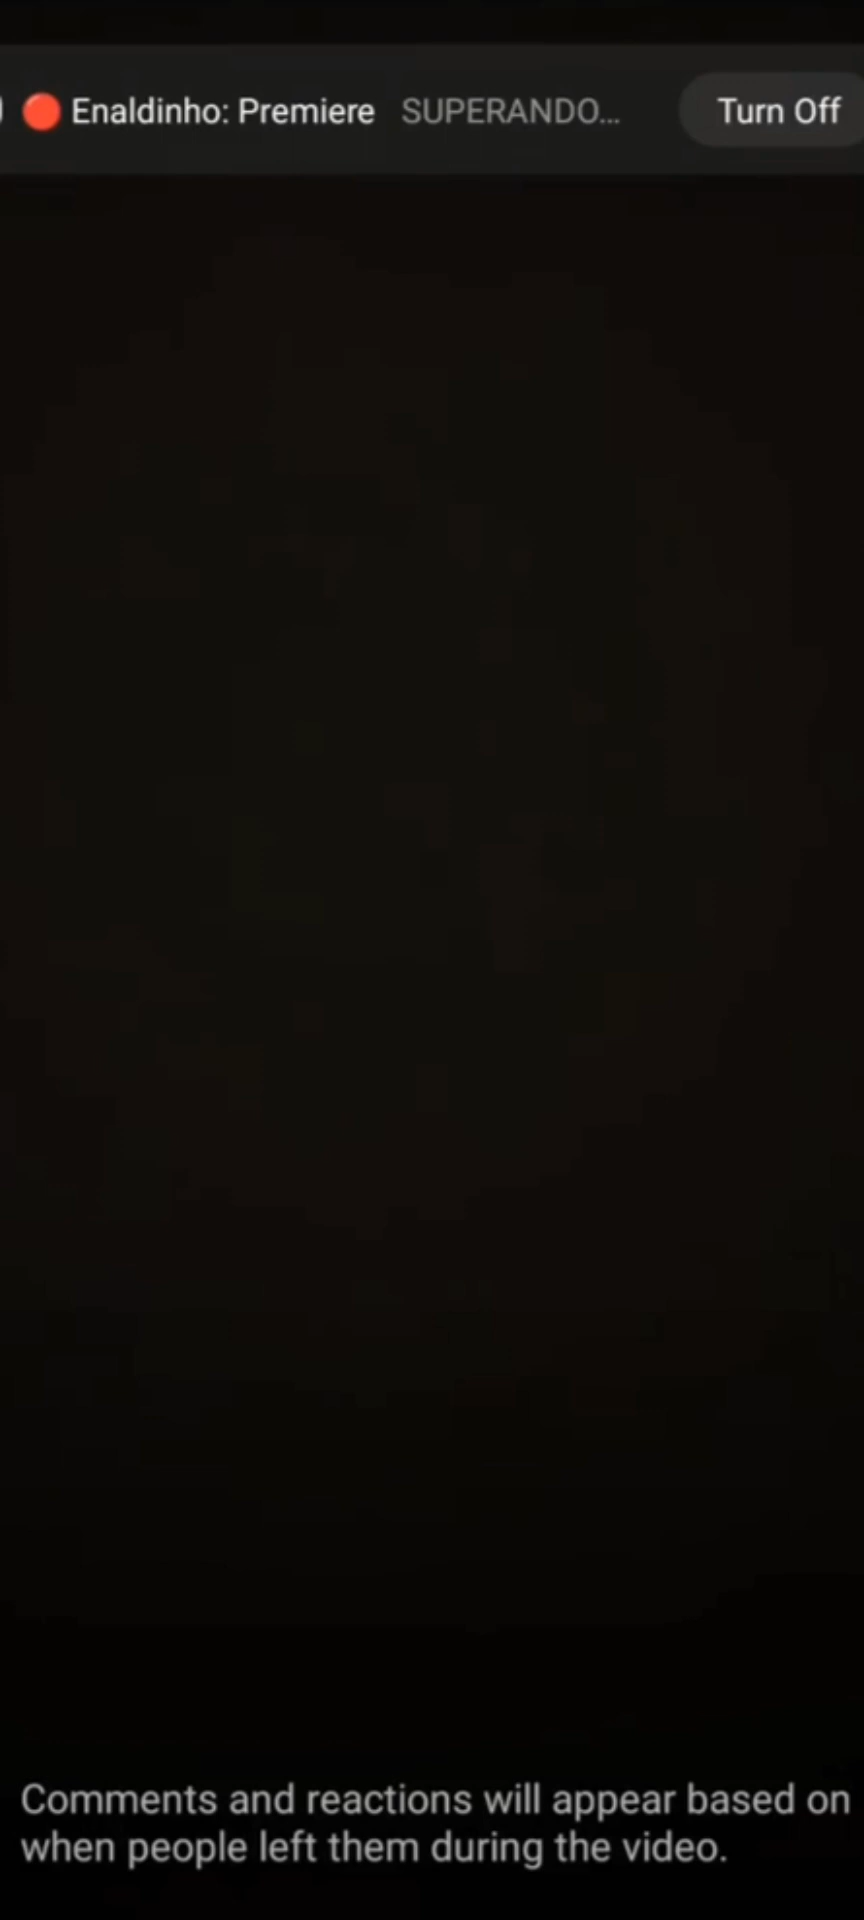 🔴 Enaldinho: Premiere SUPERANDO... Turn Off
Comments and reactions will appear based on
when people left them during the video.